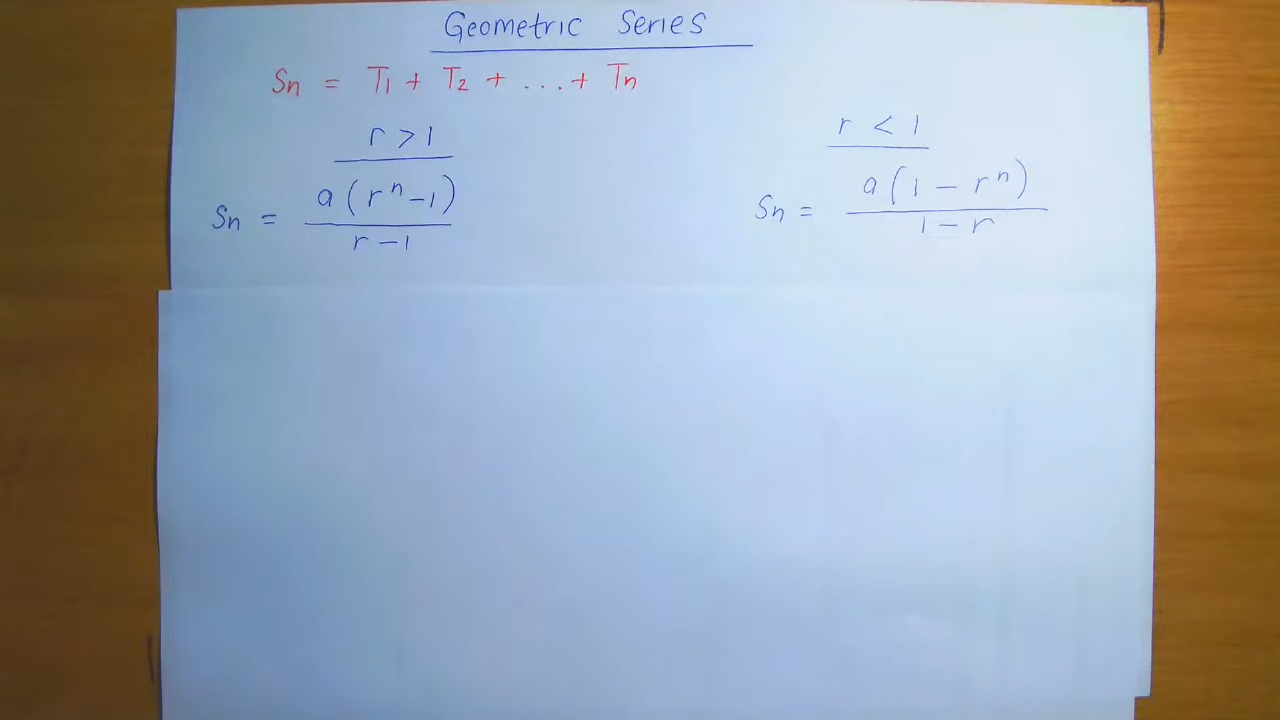 Geometric Series
Sn = T1 + T2 + ... + Tn
r > 1
Sn = a(r^n - 1) / r - 1
r < 1
Sn = a(1 - r^n) / 1 - r